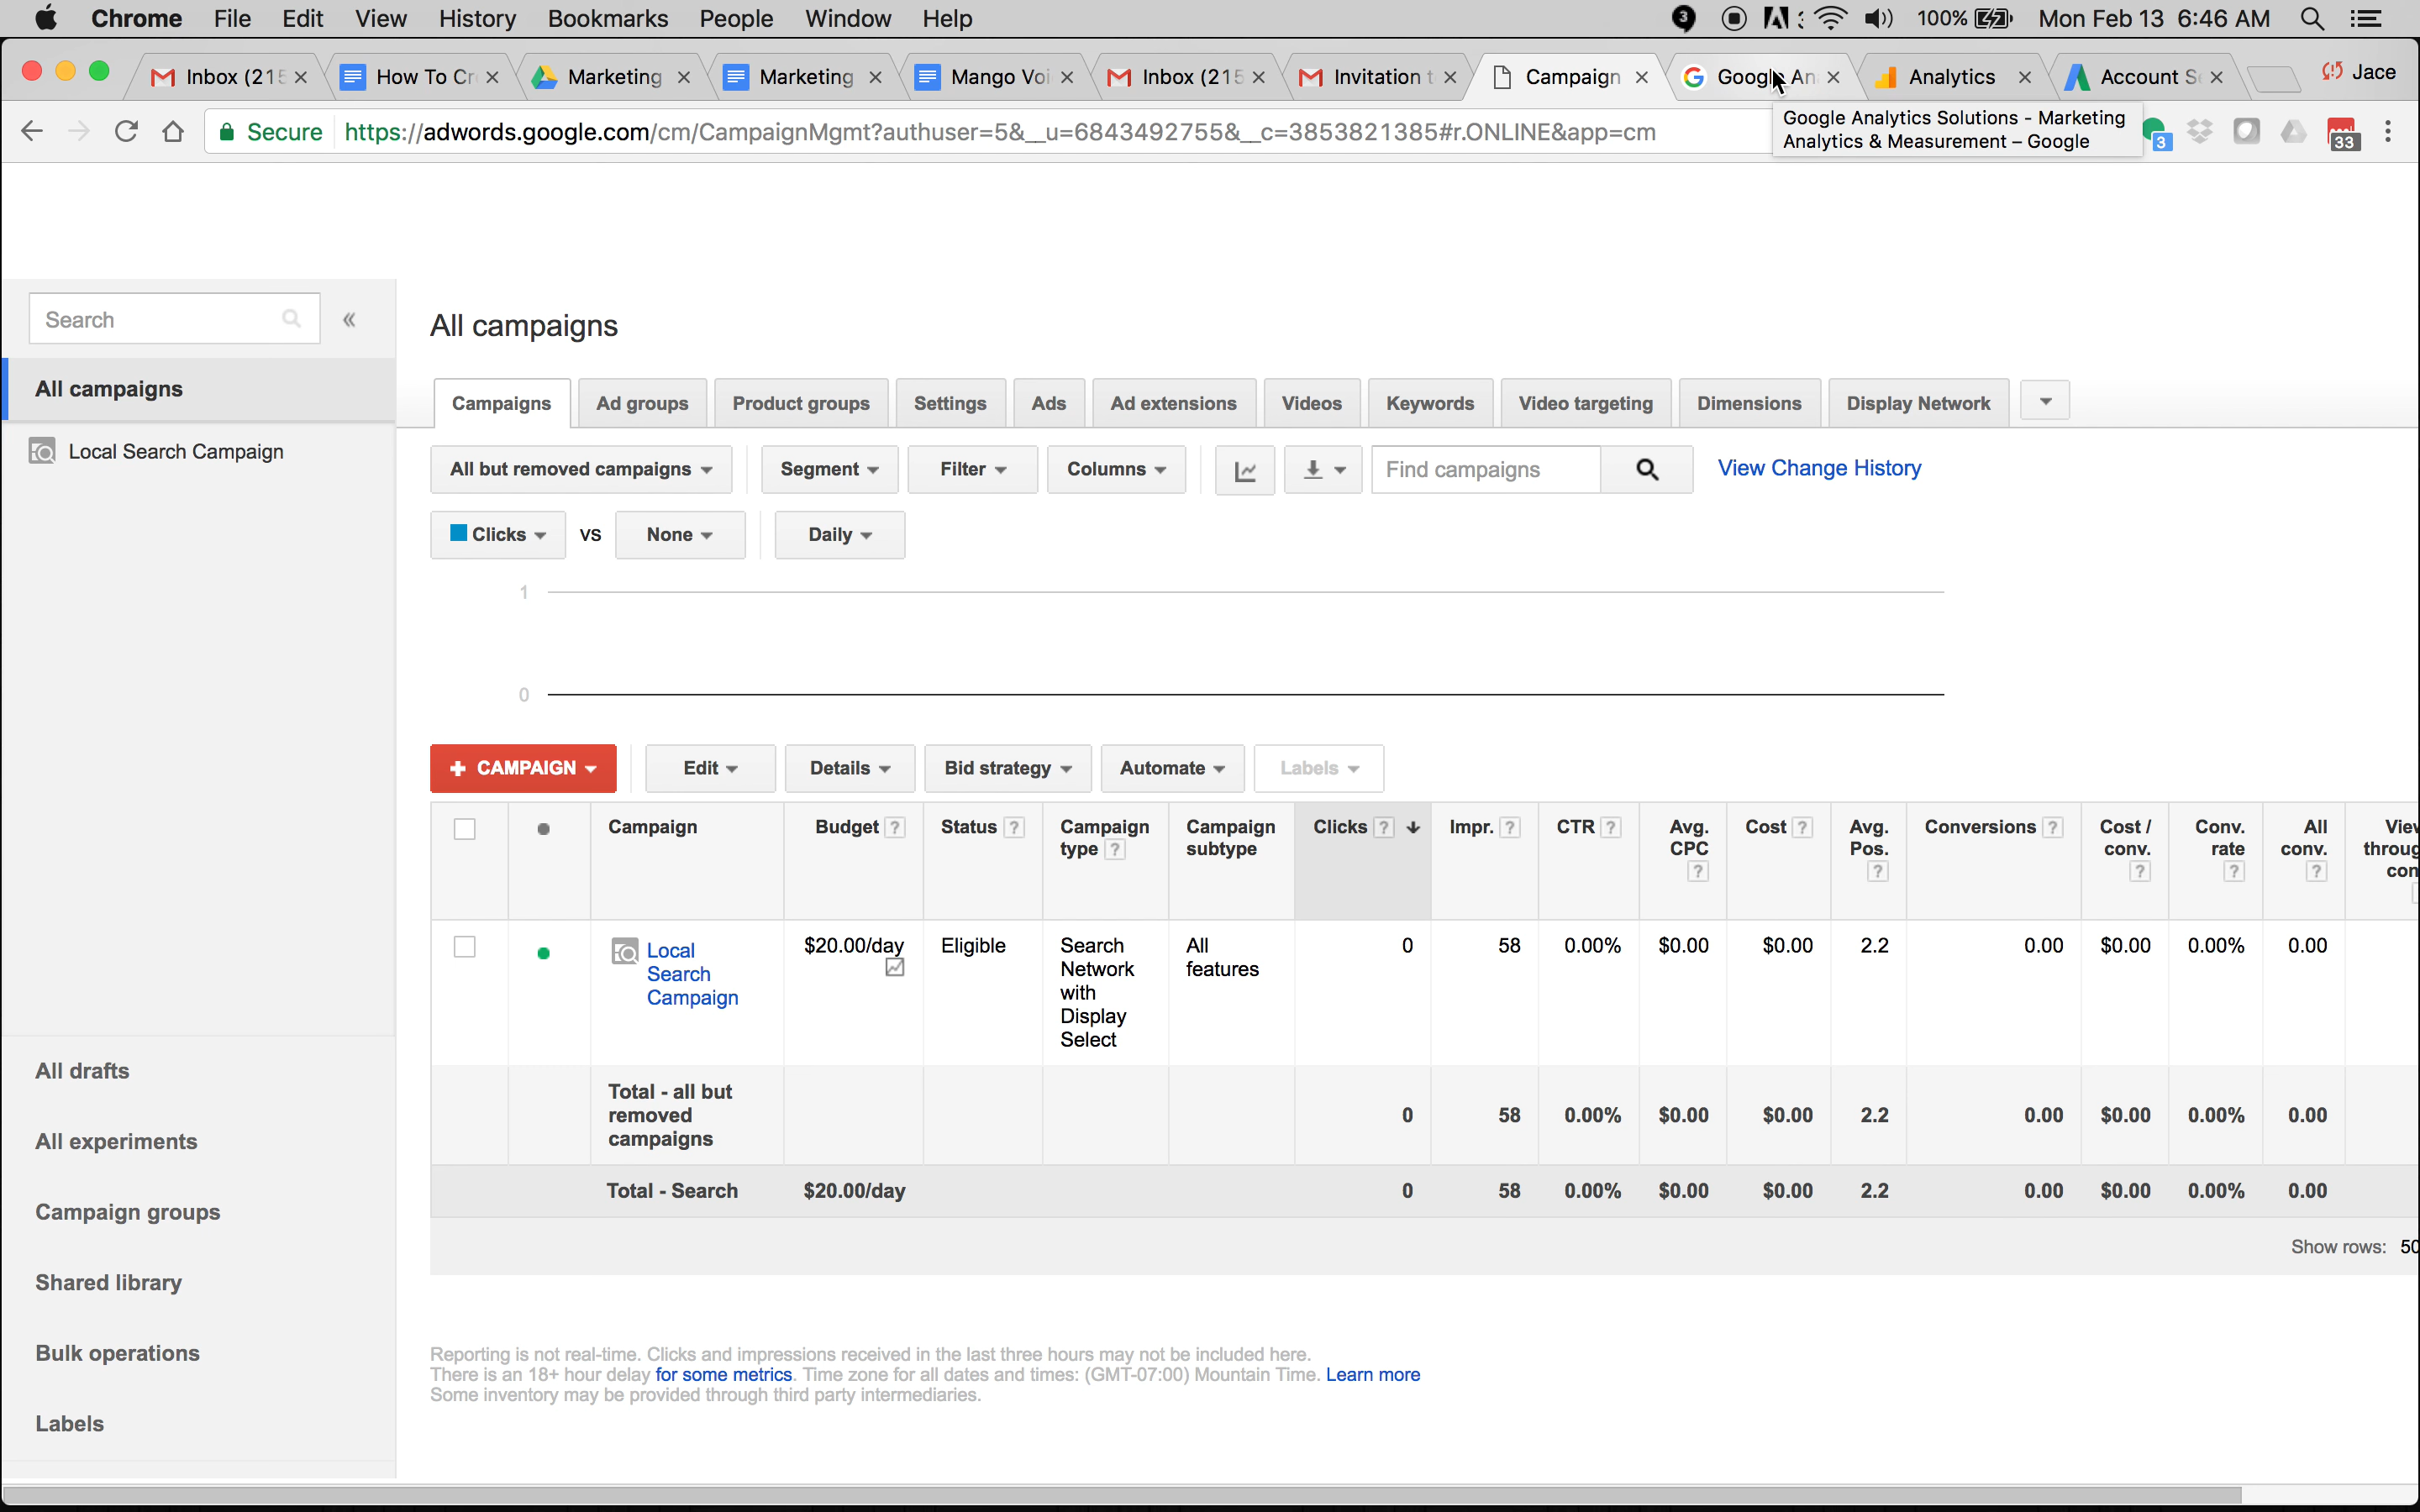 Chrome File Edit View History Bookmarks People Window Help 3 100% Mon Feb 13 6:46 AM
Inbox (215 How To Cr Marketing Marketing Mango Voi Inbox (215 Invitation t Campaign Google An Analytics Account Se Jace
Secure https://adwords.google.com/cm/CampaignMgmt?authuser=5&__u=6843492755&__c=3853821385#r.ONLINE&app=cm
Google Analytics Solutions - Marketing
Analytics & Measurement – Google
3 33
Search «
All campaigns
Local Search Campaign
All drafts
All experiments
Campaign groups
Shared library
Bulk operations
Labels
All campaigns
Campaigns Ad groups Product groups Settings Ads Ad extensions Videos Keywords Video targeting Dimensions Display Network
All but removed campaigns Segment Filter Columns Find campaigns View Change History
Clicks vs None Daily
1
0
+ CAMPAIGN Edit Details Bid strategy Automate Labels
Campaign Budget ? Status ? Campaign type ? Campaign subtype Clicks ? Impr. ? CTR ? Avg. CPC ? Cost ? Avg. Pos. ? Conversions ? Cost / conv. ? Conv. rate ? All conv. ? Viev throug con
Local Search Campaign $20.00/day Eligible Search Network with Display Select All features 0 58 0.00% $0.00 $0.00 2.2 0.00 $0.00 0.00% 0.00
Total - all but removed campaigns 0 58 0.00% $0.00 $0.00 2.2 0.00 $0.00 0.00% 0.00
Total - Search $20.00/day 0 58 0.00% $0.00 $0.00 2.2 0.00 $0.00 0.00% 0.00
Show rows: 50
Reporting is not real-time. Clicks and impressions received in the last three hours may not be included here.
There is an 18+ hour delay for some metrics. Time zone for all dates and times: (GMT-07:00) Mountain Time. Learn more
Some inventory may be provided through third party intermediaries.